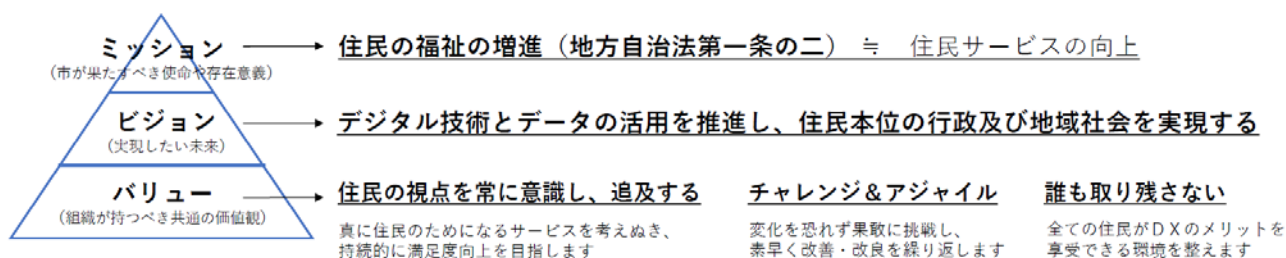 ミッション
(市が果たすべき使命や存在意義)
住民の福祉の増進(地方自治法第一条の二) ≒ 住民サービスの向上
ビジョン
(実現したい未来)
デジタル技術とデータの活用を推進し、住民本位の行政及び地域社会を実現する
バリュー
(組織が持つべき共通の価値観)
住民の視点を常に意識し、追及する
真に住民のためになるサービスを考えぬき、
持続的に満足度向上を目指します
チャレンジ&アジャイル
変化を恐れず果敢に挑戦し、
素早く改善・改良を繰り返します
誰も取り残さない
全ての住民がDXのメリットを
享受できる環境を整えます